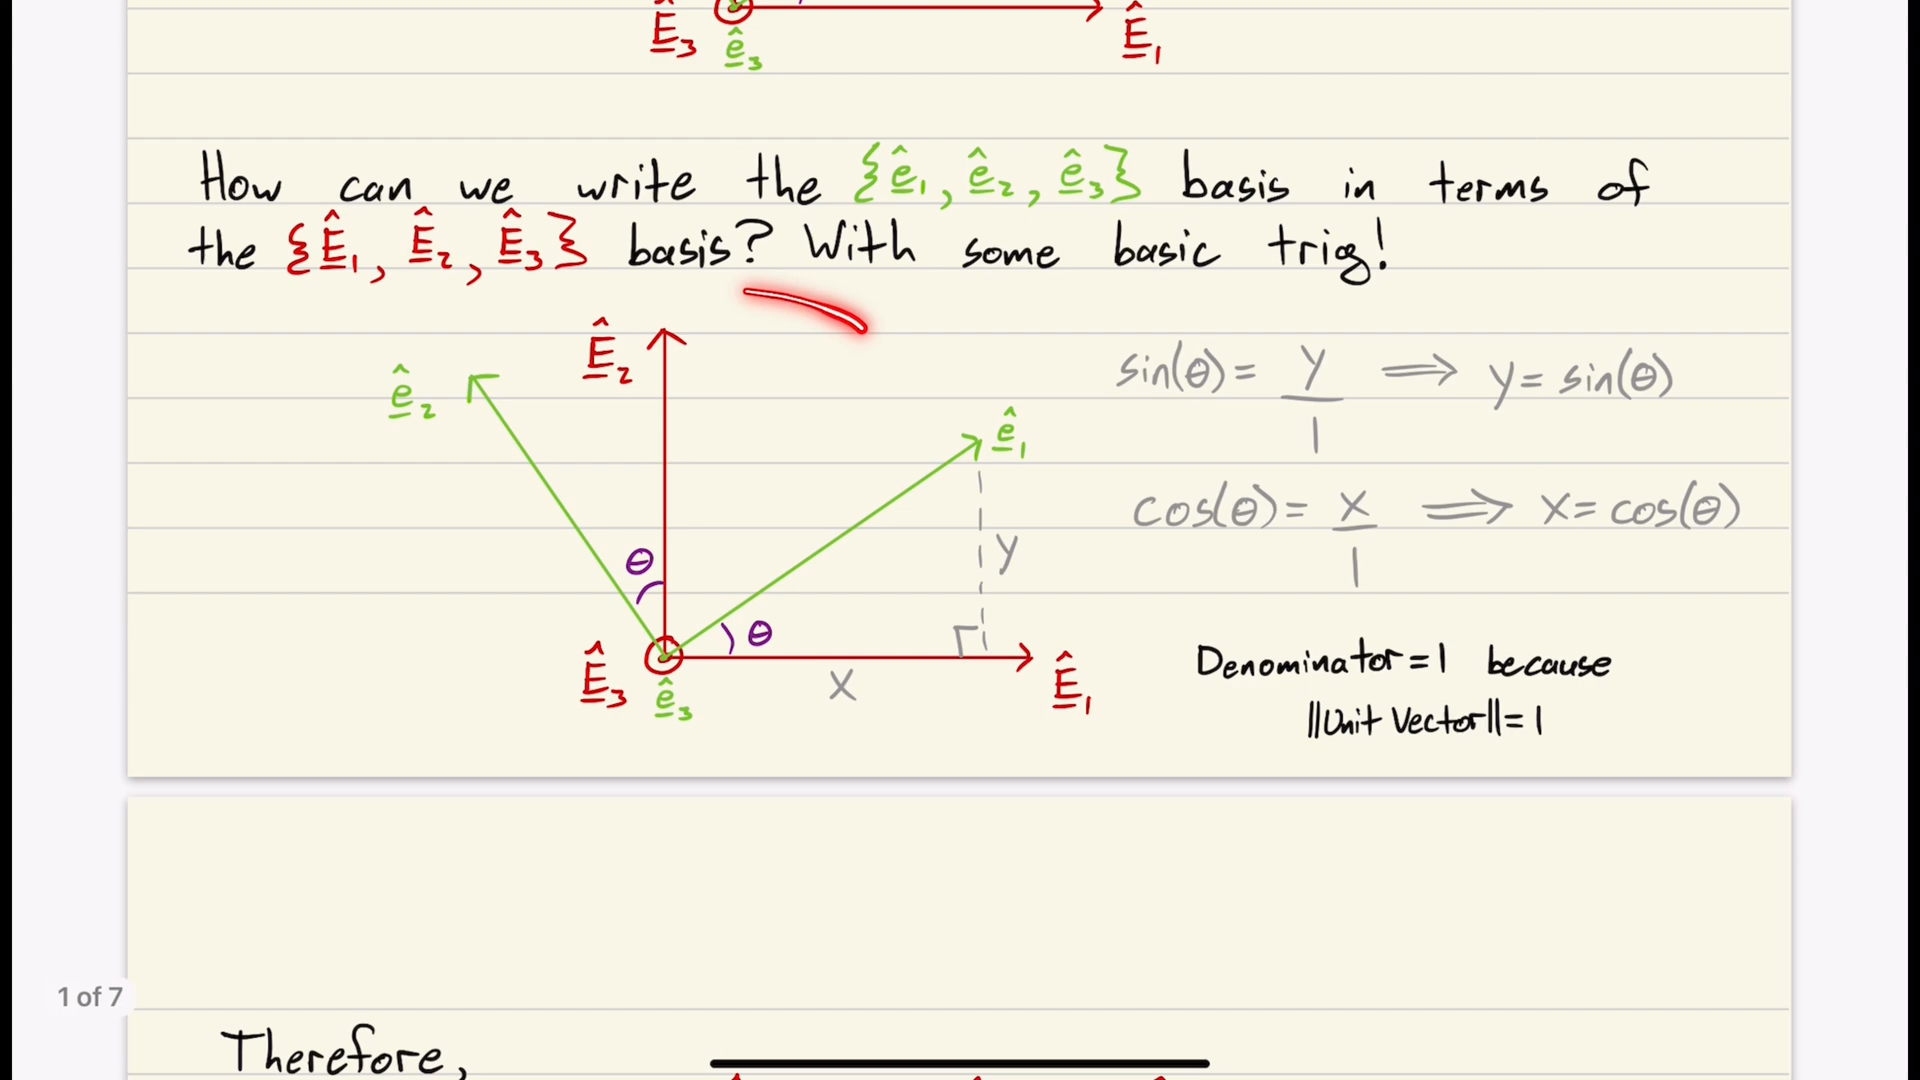 Ê₃ ê₃ Ê₁
How can we write the {ê₁, ê₂, ê₃} basis in terms of
the {Ê₁, Ê₂, Ê₃} basis? With some basic trig!
Ê₂
ê₂
ê₁
sin(θ) = y/1 ⟹ y = sin(θ)
cos(θ) = x/1 ⟹ x = cos(θ)
θ
y
θ
Ê₃ ê₃ x Ê₁
Denominator = 1 because
||Unit Vector|| = 1
1 of 7
Therefore,